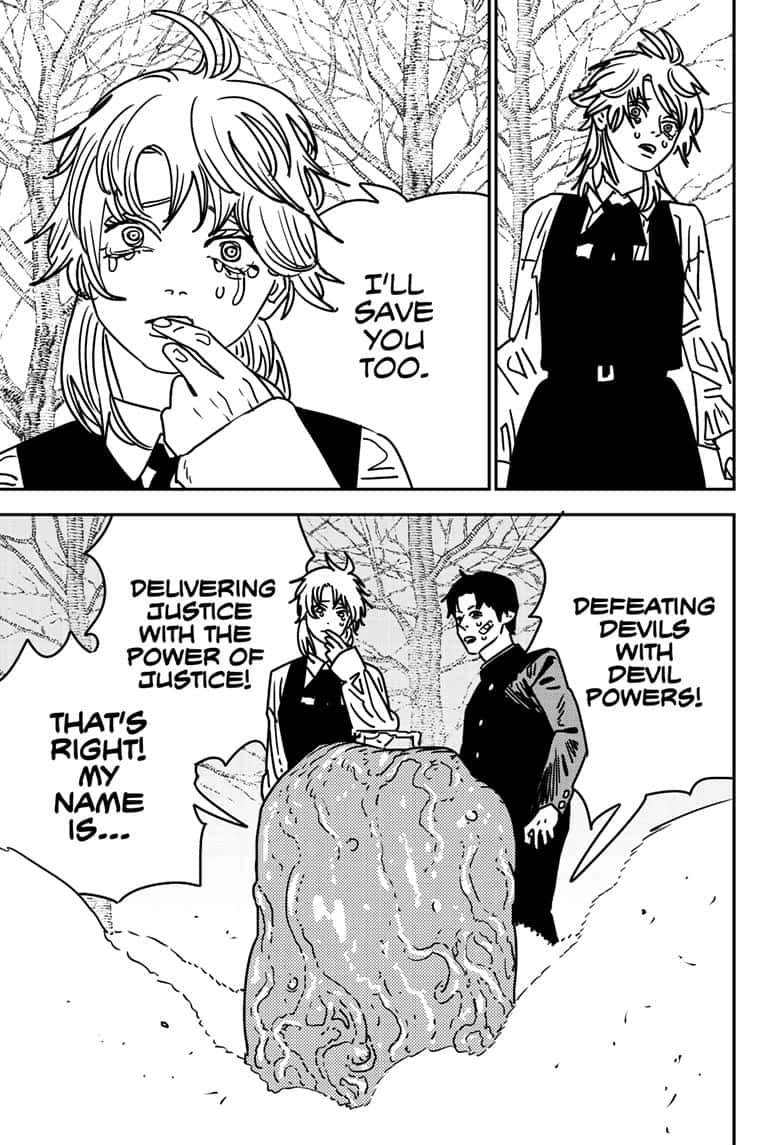 I'LL
SAVE
YOU
TOO.
DEFEATING
DEVILS
WITH
DEVIL
POWERS!
DELIVERING
JUSTICE
WITH THE
POWER OF
JUSTICE!
THAT'S
RIGHT!
MY
NAME
IS...